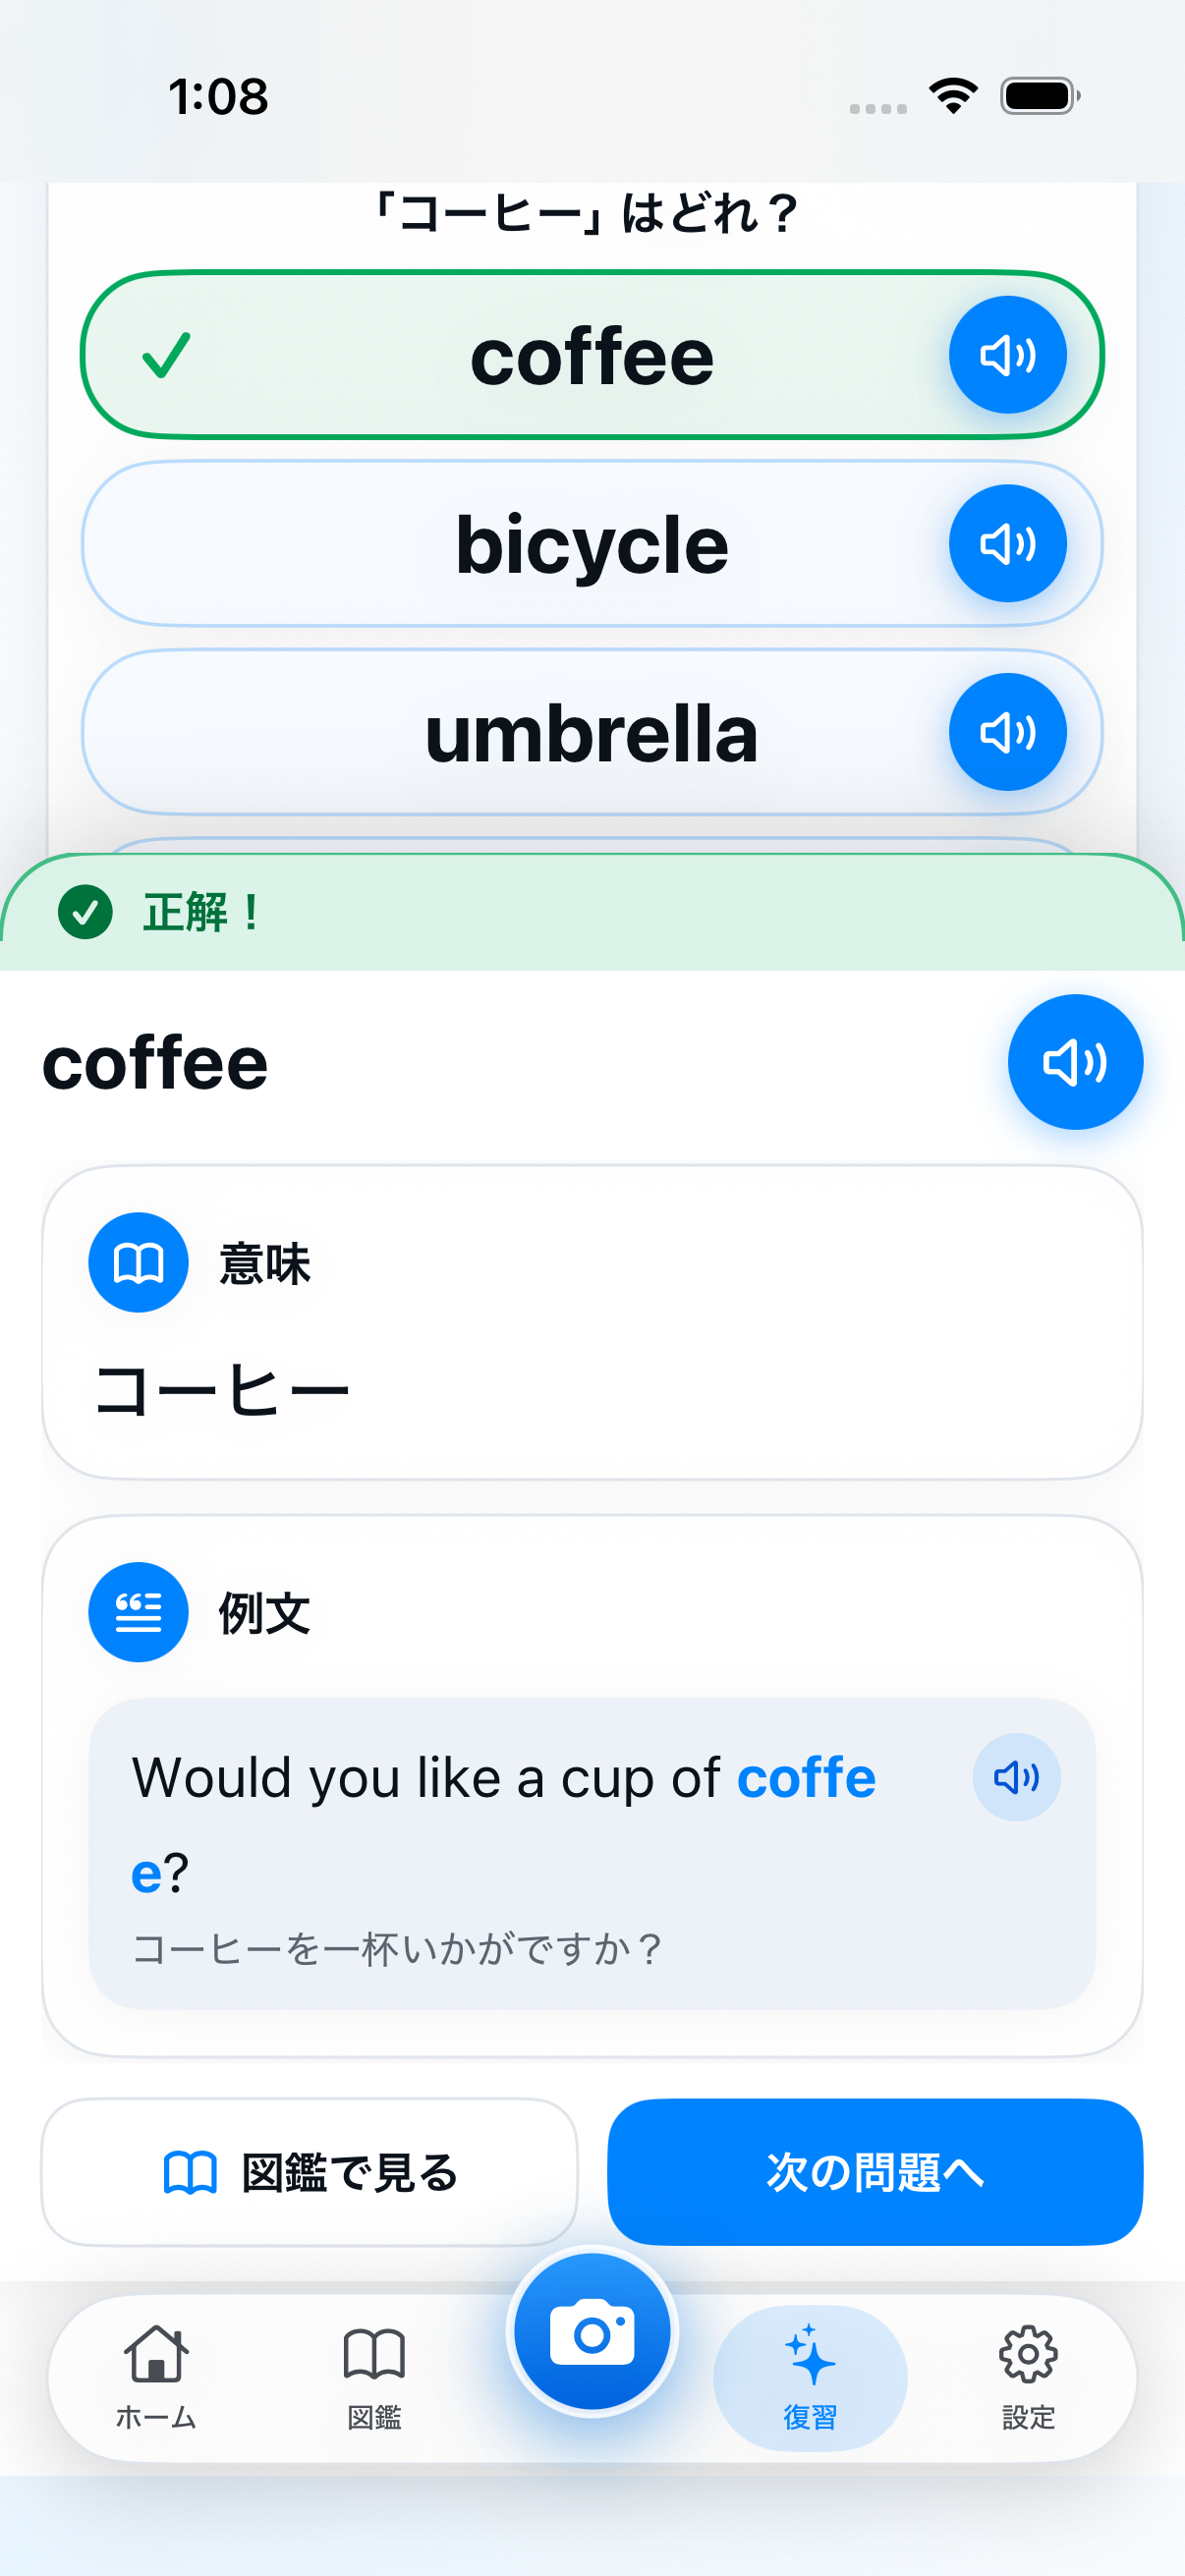 1:08
「コーヒー」はどれ？
coffee
bicycle
umbrella
正解！
coffee
意味
コーヒー
例文
Would you like a cup of coffe
e?
コーヒーを一杯いかがですか？
図鑑で見る
次の問題へ
ホーム
図鑑
復習
設定